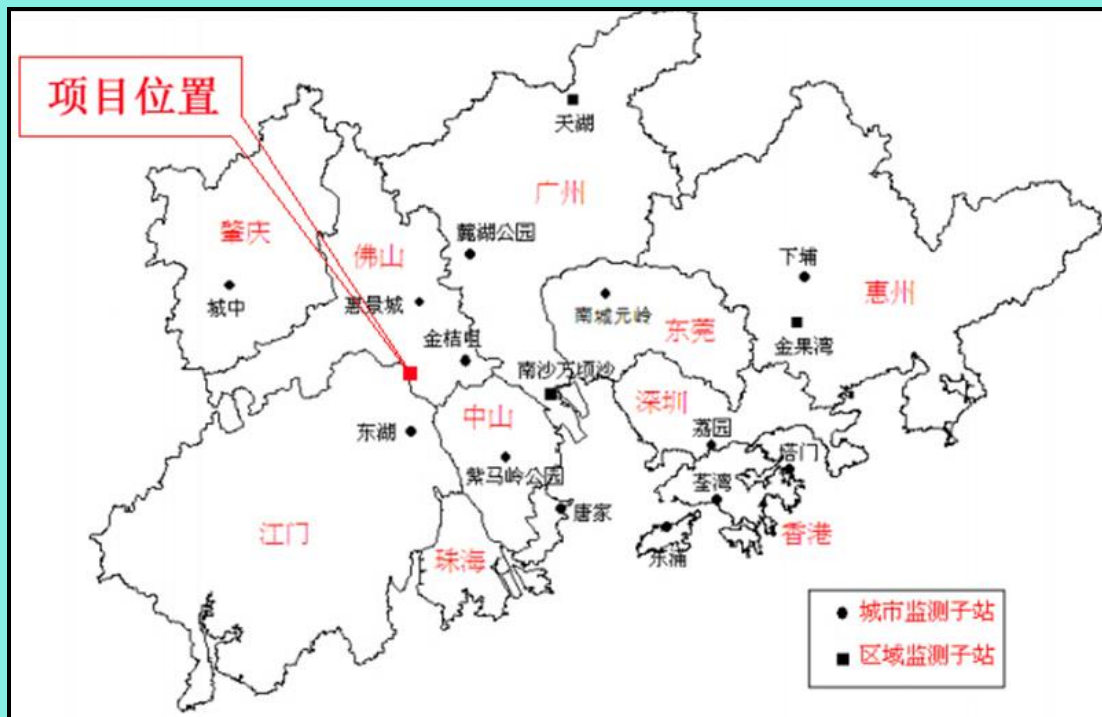 项目位置
天湖
广州
肇庆
麓湖公园
佛山
下埔
城中
惠景城
南城元岭
惠州
东莞
金桔咀
金果湾
南沙万顷沙
深圳
中山
东湖
荔园
塔门
紫马岭公园
荃湾
唐家
江门
香港
东涌
珠海
城市监测子站
区域监测子站